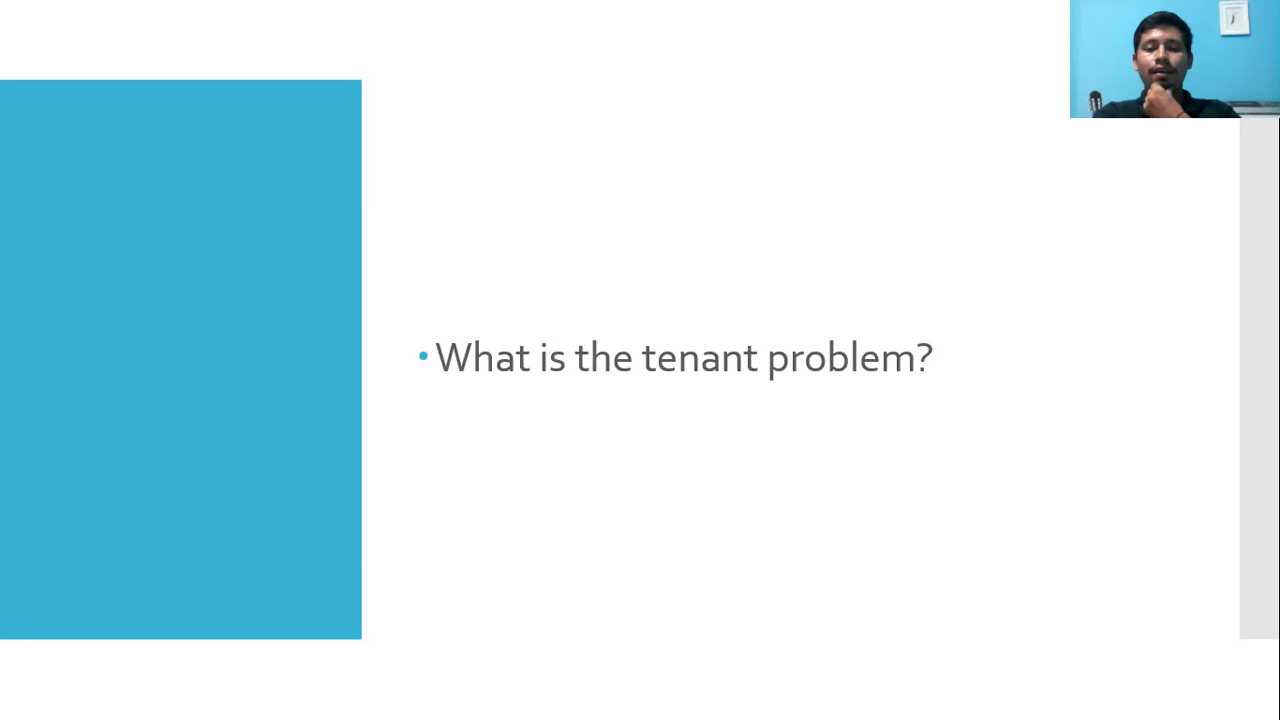 • What is the tenant problem?